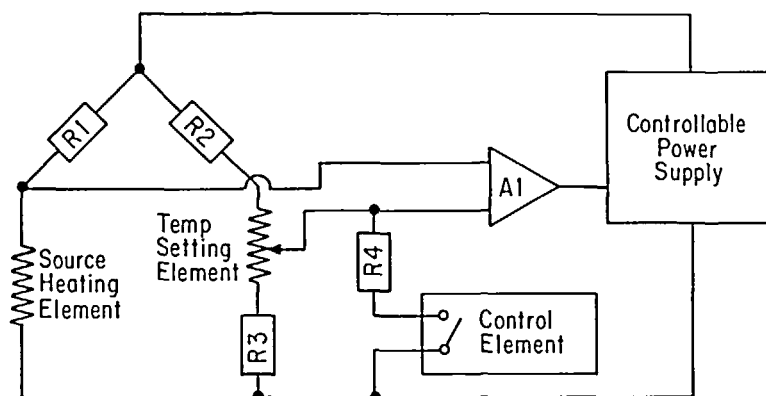 R1
R2
Controllable
Power
Supply
A1
Temp
Setting
Element
Source
Heating
Element
R4
R3
Control
Element